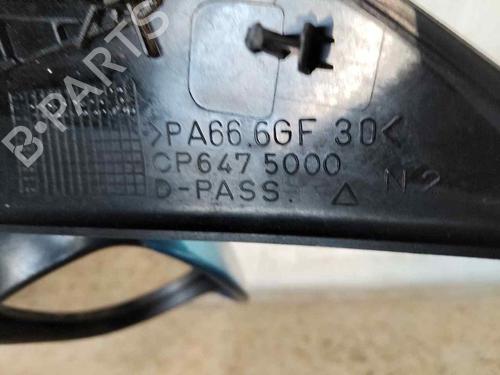 B-PARTS
>PA66.6GF 30<
CP647 5000
D-PASS. △ N2